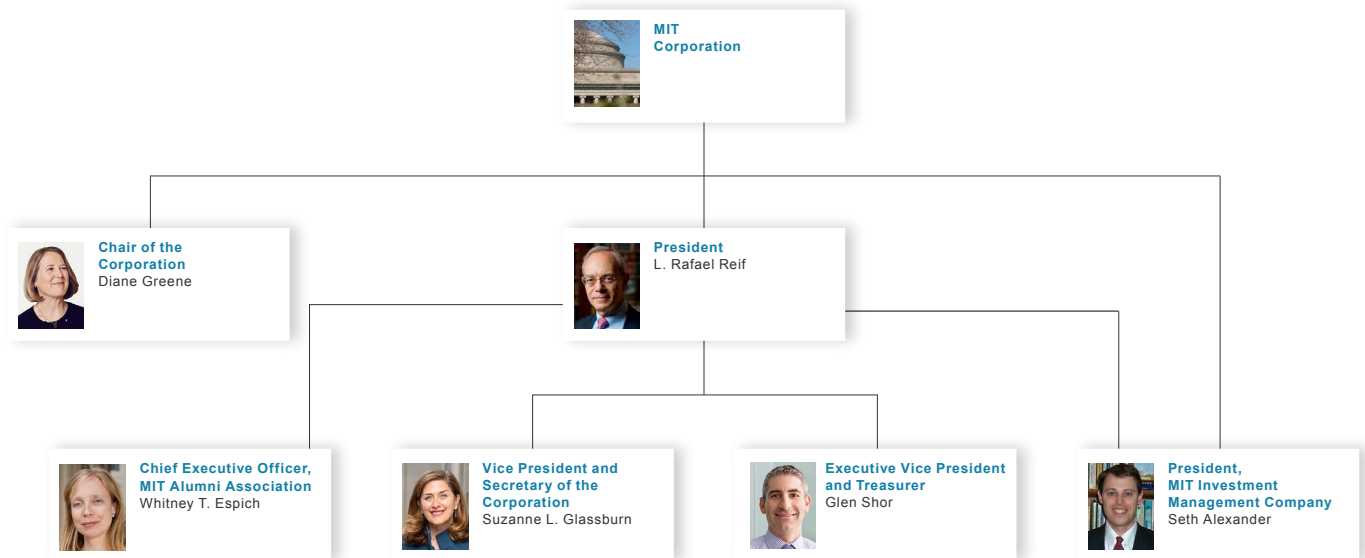 MIT
Corporation
Chair of the
Corporation
Diane Greene
President
L. Rafael Reif
Chief Executive Officer,
MIT Alumni Association
Whitney T. Espich
Vice President and
Secretary of the
Corporation
Suzanne L. Glassburn
Executive Vice President
and Treasurer
Glen Shor
President,
MIT Investment
Management Company
Seth Alexander